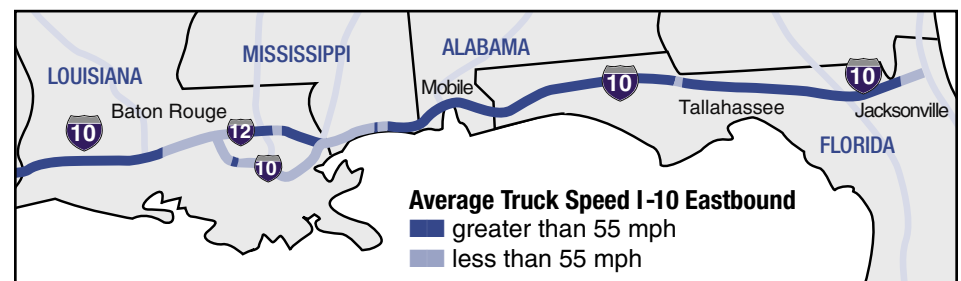 LOUISIANA
MISSISSIPPI
ALABAMA
Baton Rouge
Mobile
10
12
10
10
10
Tallahassee
Jacksonville
FLORIDA
Average Truck Speed I-10 Eastbound
greater than 55 mph
less than 55 mph